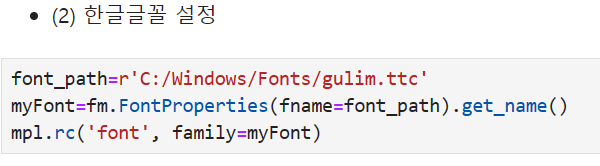 • (2) 한글글꼴 설정
font_path=r'C:/Windows/Fonts/gulim.ttc'
myFont=fm.FontProperties(fname=font_path).get_name()
mpl.rc('font', family=myFont)